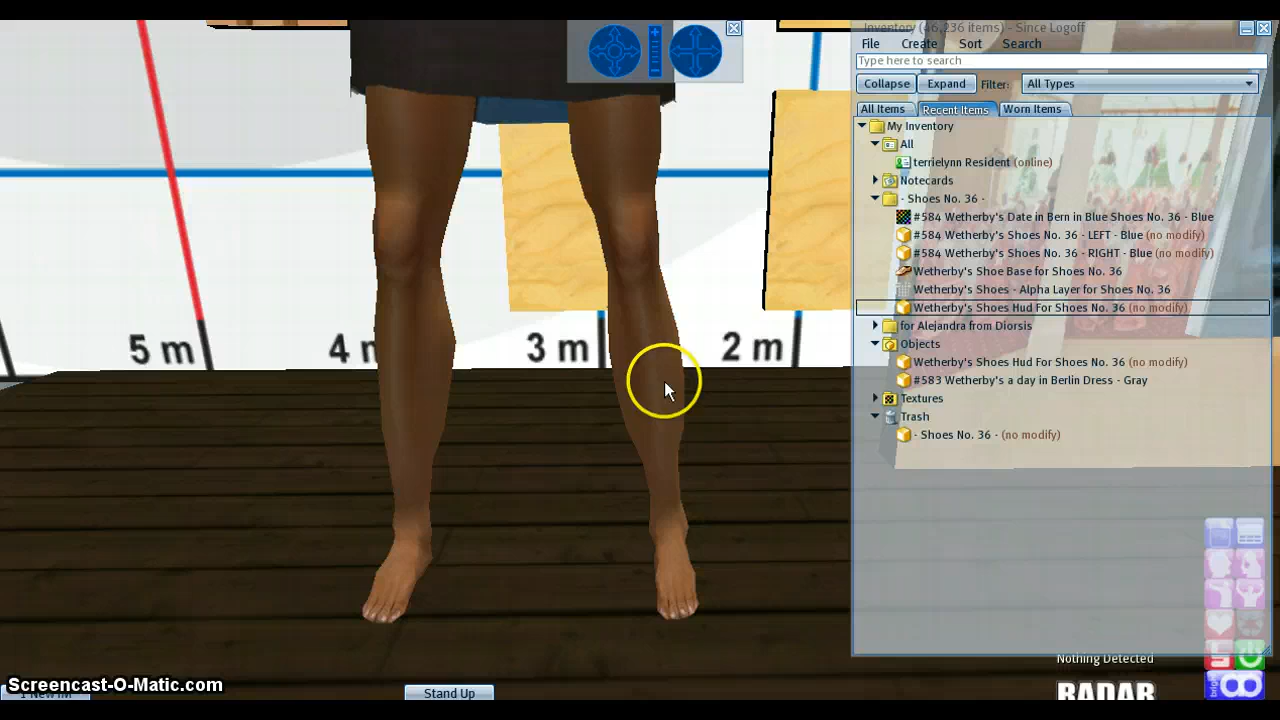 Inventory (46,236 items) - Since Logoff
File Create Sort Search
Type here to search
Collapse Expand Filter: All Types
All Items Recent Items Worn Items
My Inventory
All
terrielynn Resident (online)
Notecards
- Shoes No. 36 -
#584 Wetherby's Date in Bern in Blue Shoes No. 36 - Blue
#584 Wetherby's Shoes No. 36 - LEFT - Blue (no modify)
#584 Wetherby's Shoes No. 36 - RIGHT - Blue (no modify)
Wetherby's Shoe Base for Shoes No. 36
Wetherby's Shoes - Alpha Layer for Shoes No. 36
Wetherby's Shoes Hud For Shoes No. 36 (no modify)
for Alejandra from Diorsis
Objects
Wetherby's Shoes Hud For Shoes No. 36 (no modify)
#583 Wetherby's a day in Berlin Dress - Gray
Textures
Trash
- Shoes No. 36 - (no modify)
5 m 4 m 3 m 2 m
Nothing Detected
RADAR
Screencast-O-Matic.com
Stand Up